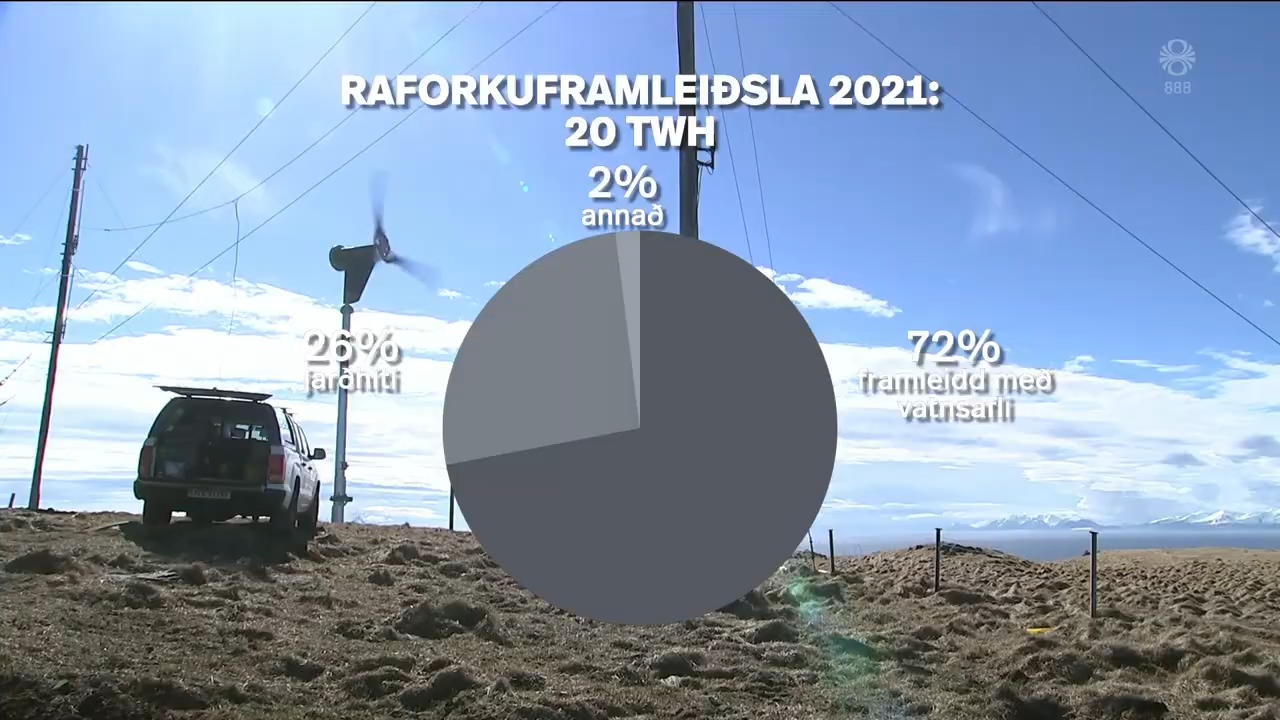 RAFORKUFRAMLEIÐSLA 2021:
20 TWH
2%
annað
26%
jarðhiti
72%
framleidd með
vatnsafli
888